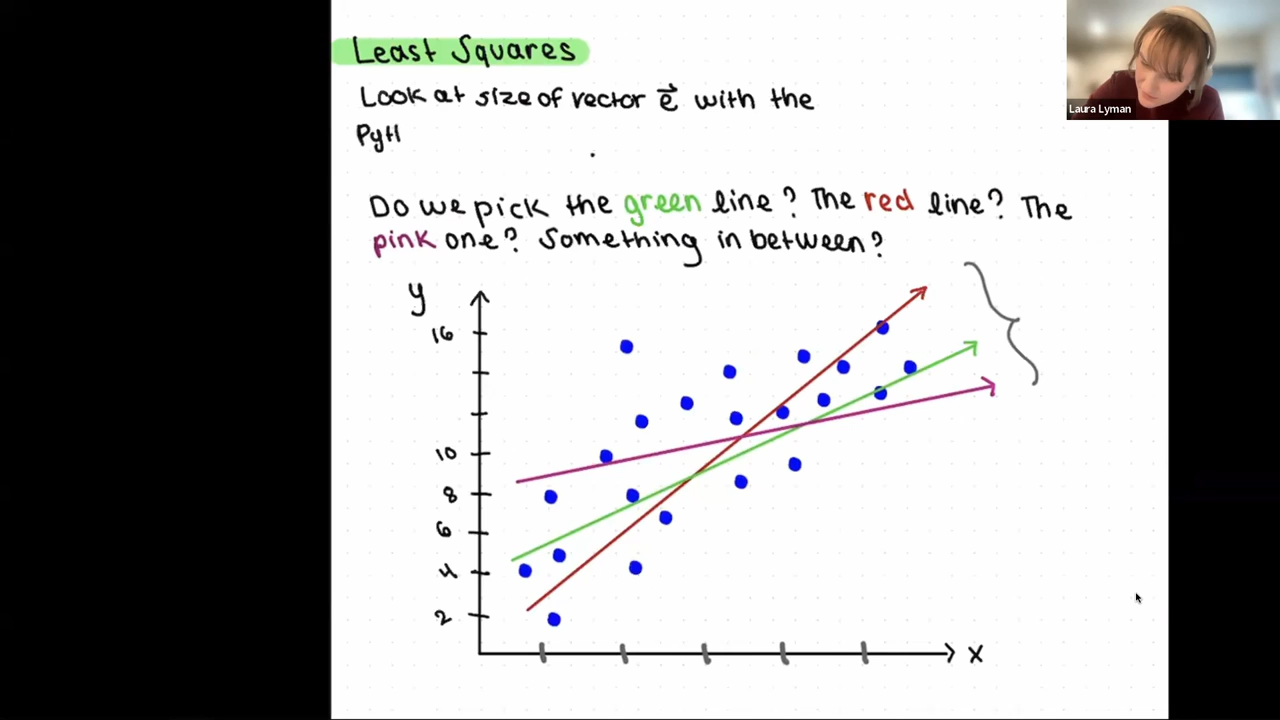 Least Squares
Laura Lyman
Look at size of vector e⃗ with the
Pyth
Do we pick the green line? The red line? The
pink one? Something in between?
y
16
10
8
6
4
2
x